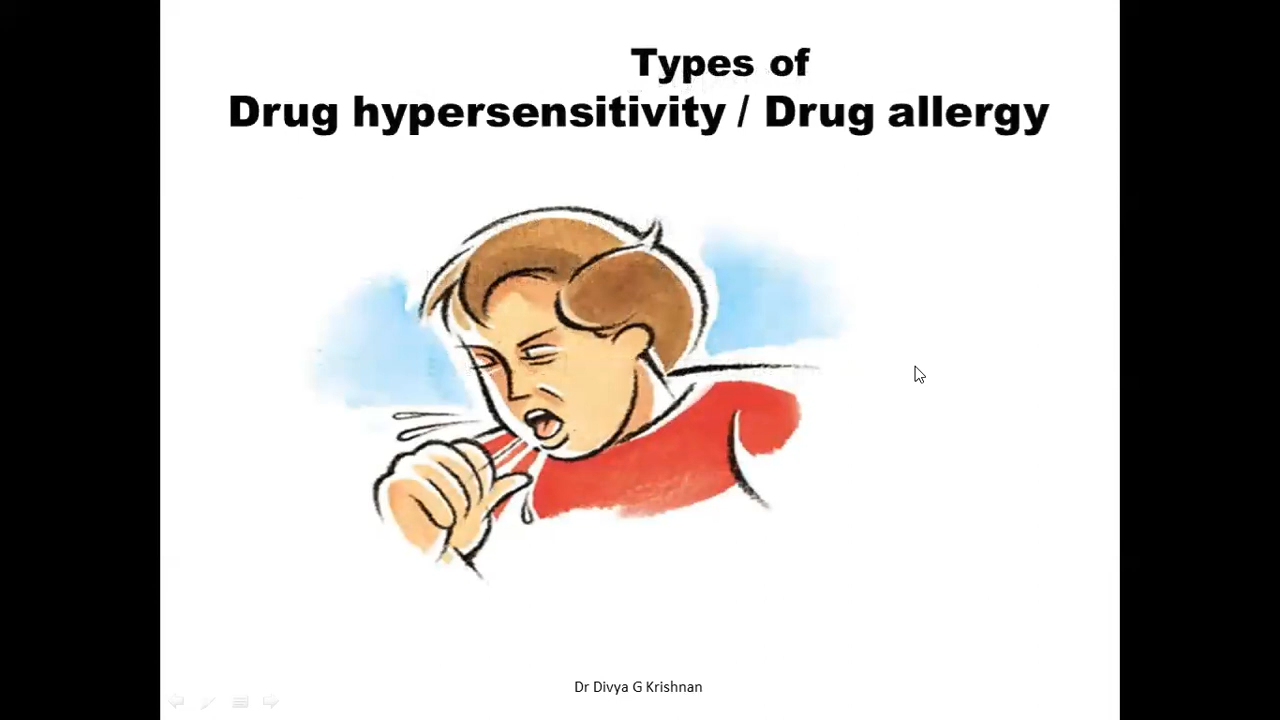 Types of
Drug hypersensitivity / Drug allergy
Dr Divya G Krishnan